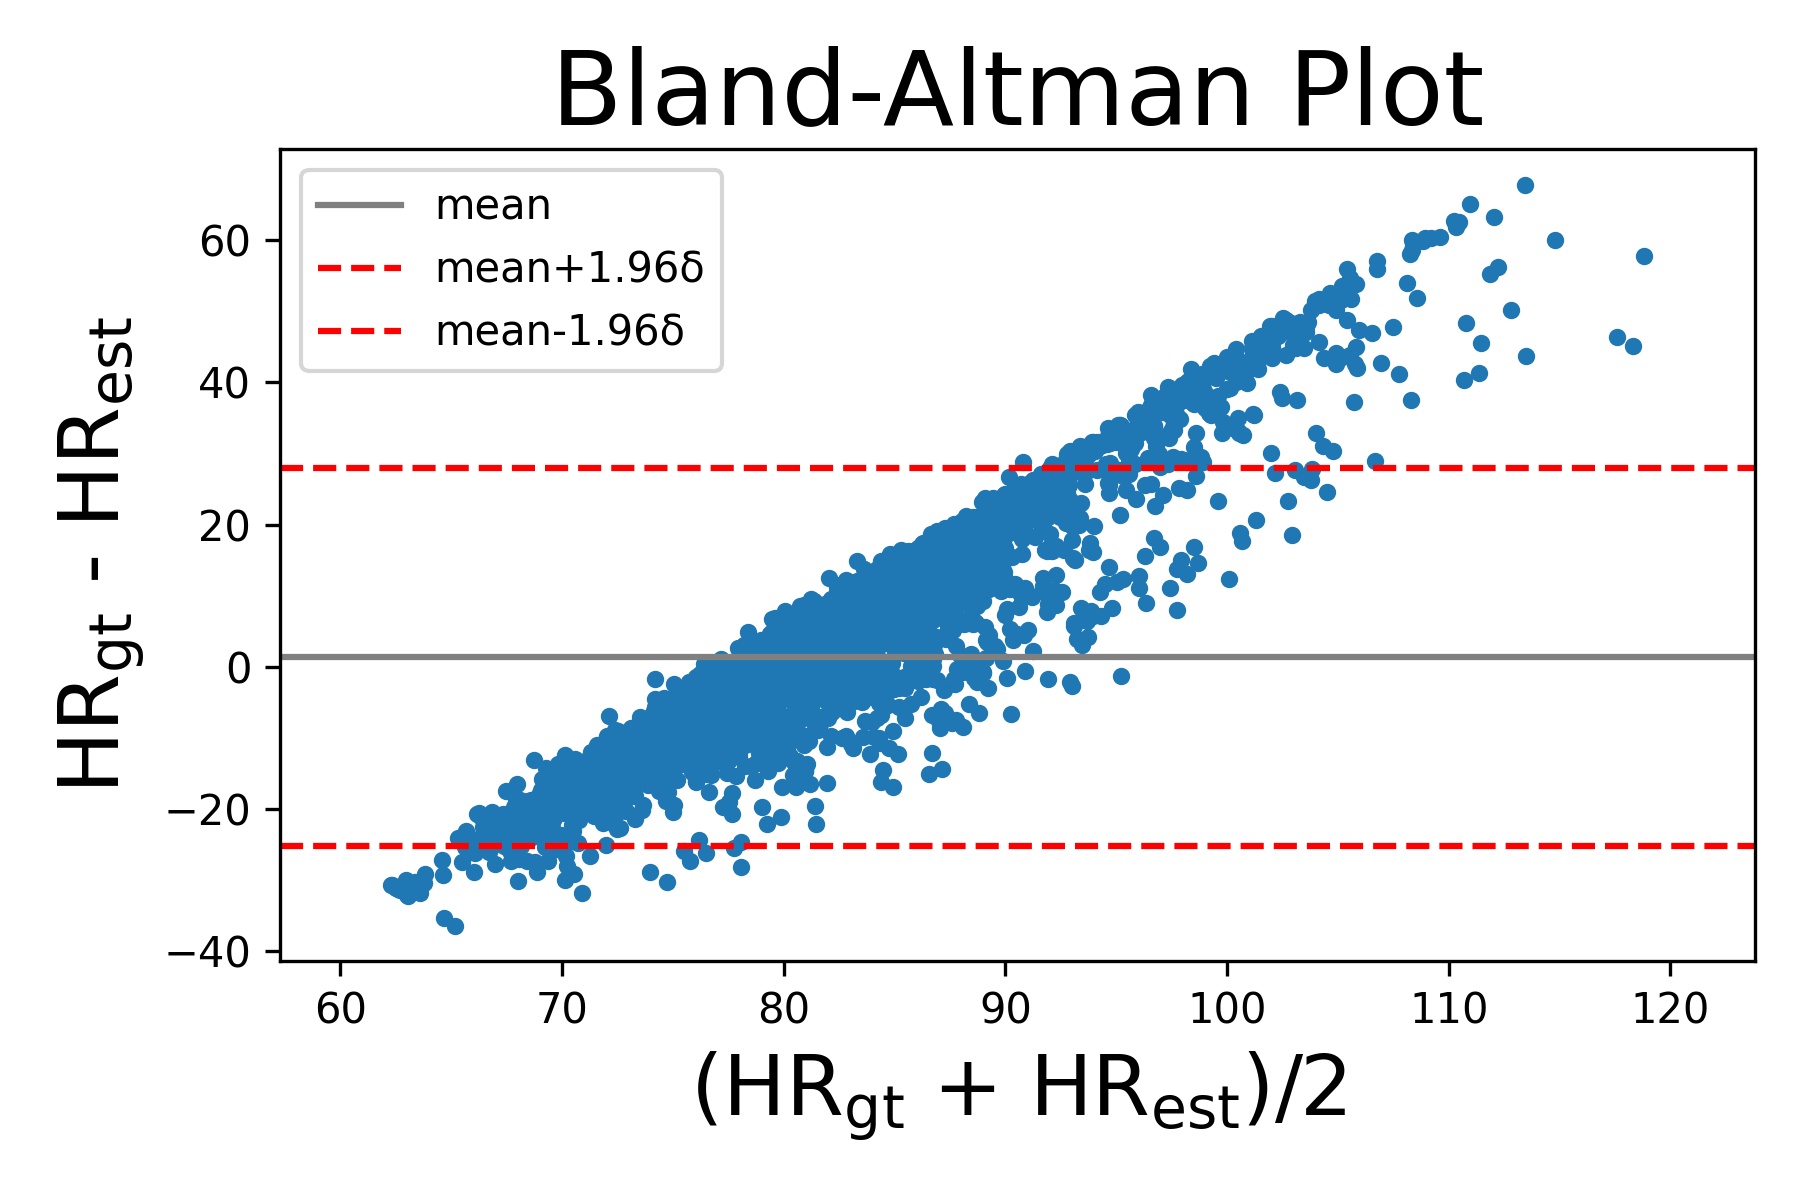 Bland-Altman Plot
mean
mean+1.96δ
mean-1.96δ
HRgt - HRest
60
40
20
0
−20
−40
60 70 80 90 100 110 120
(HRgt + HRest)/2